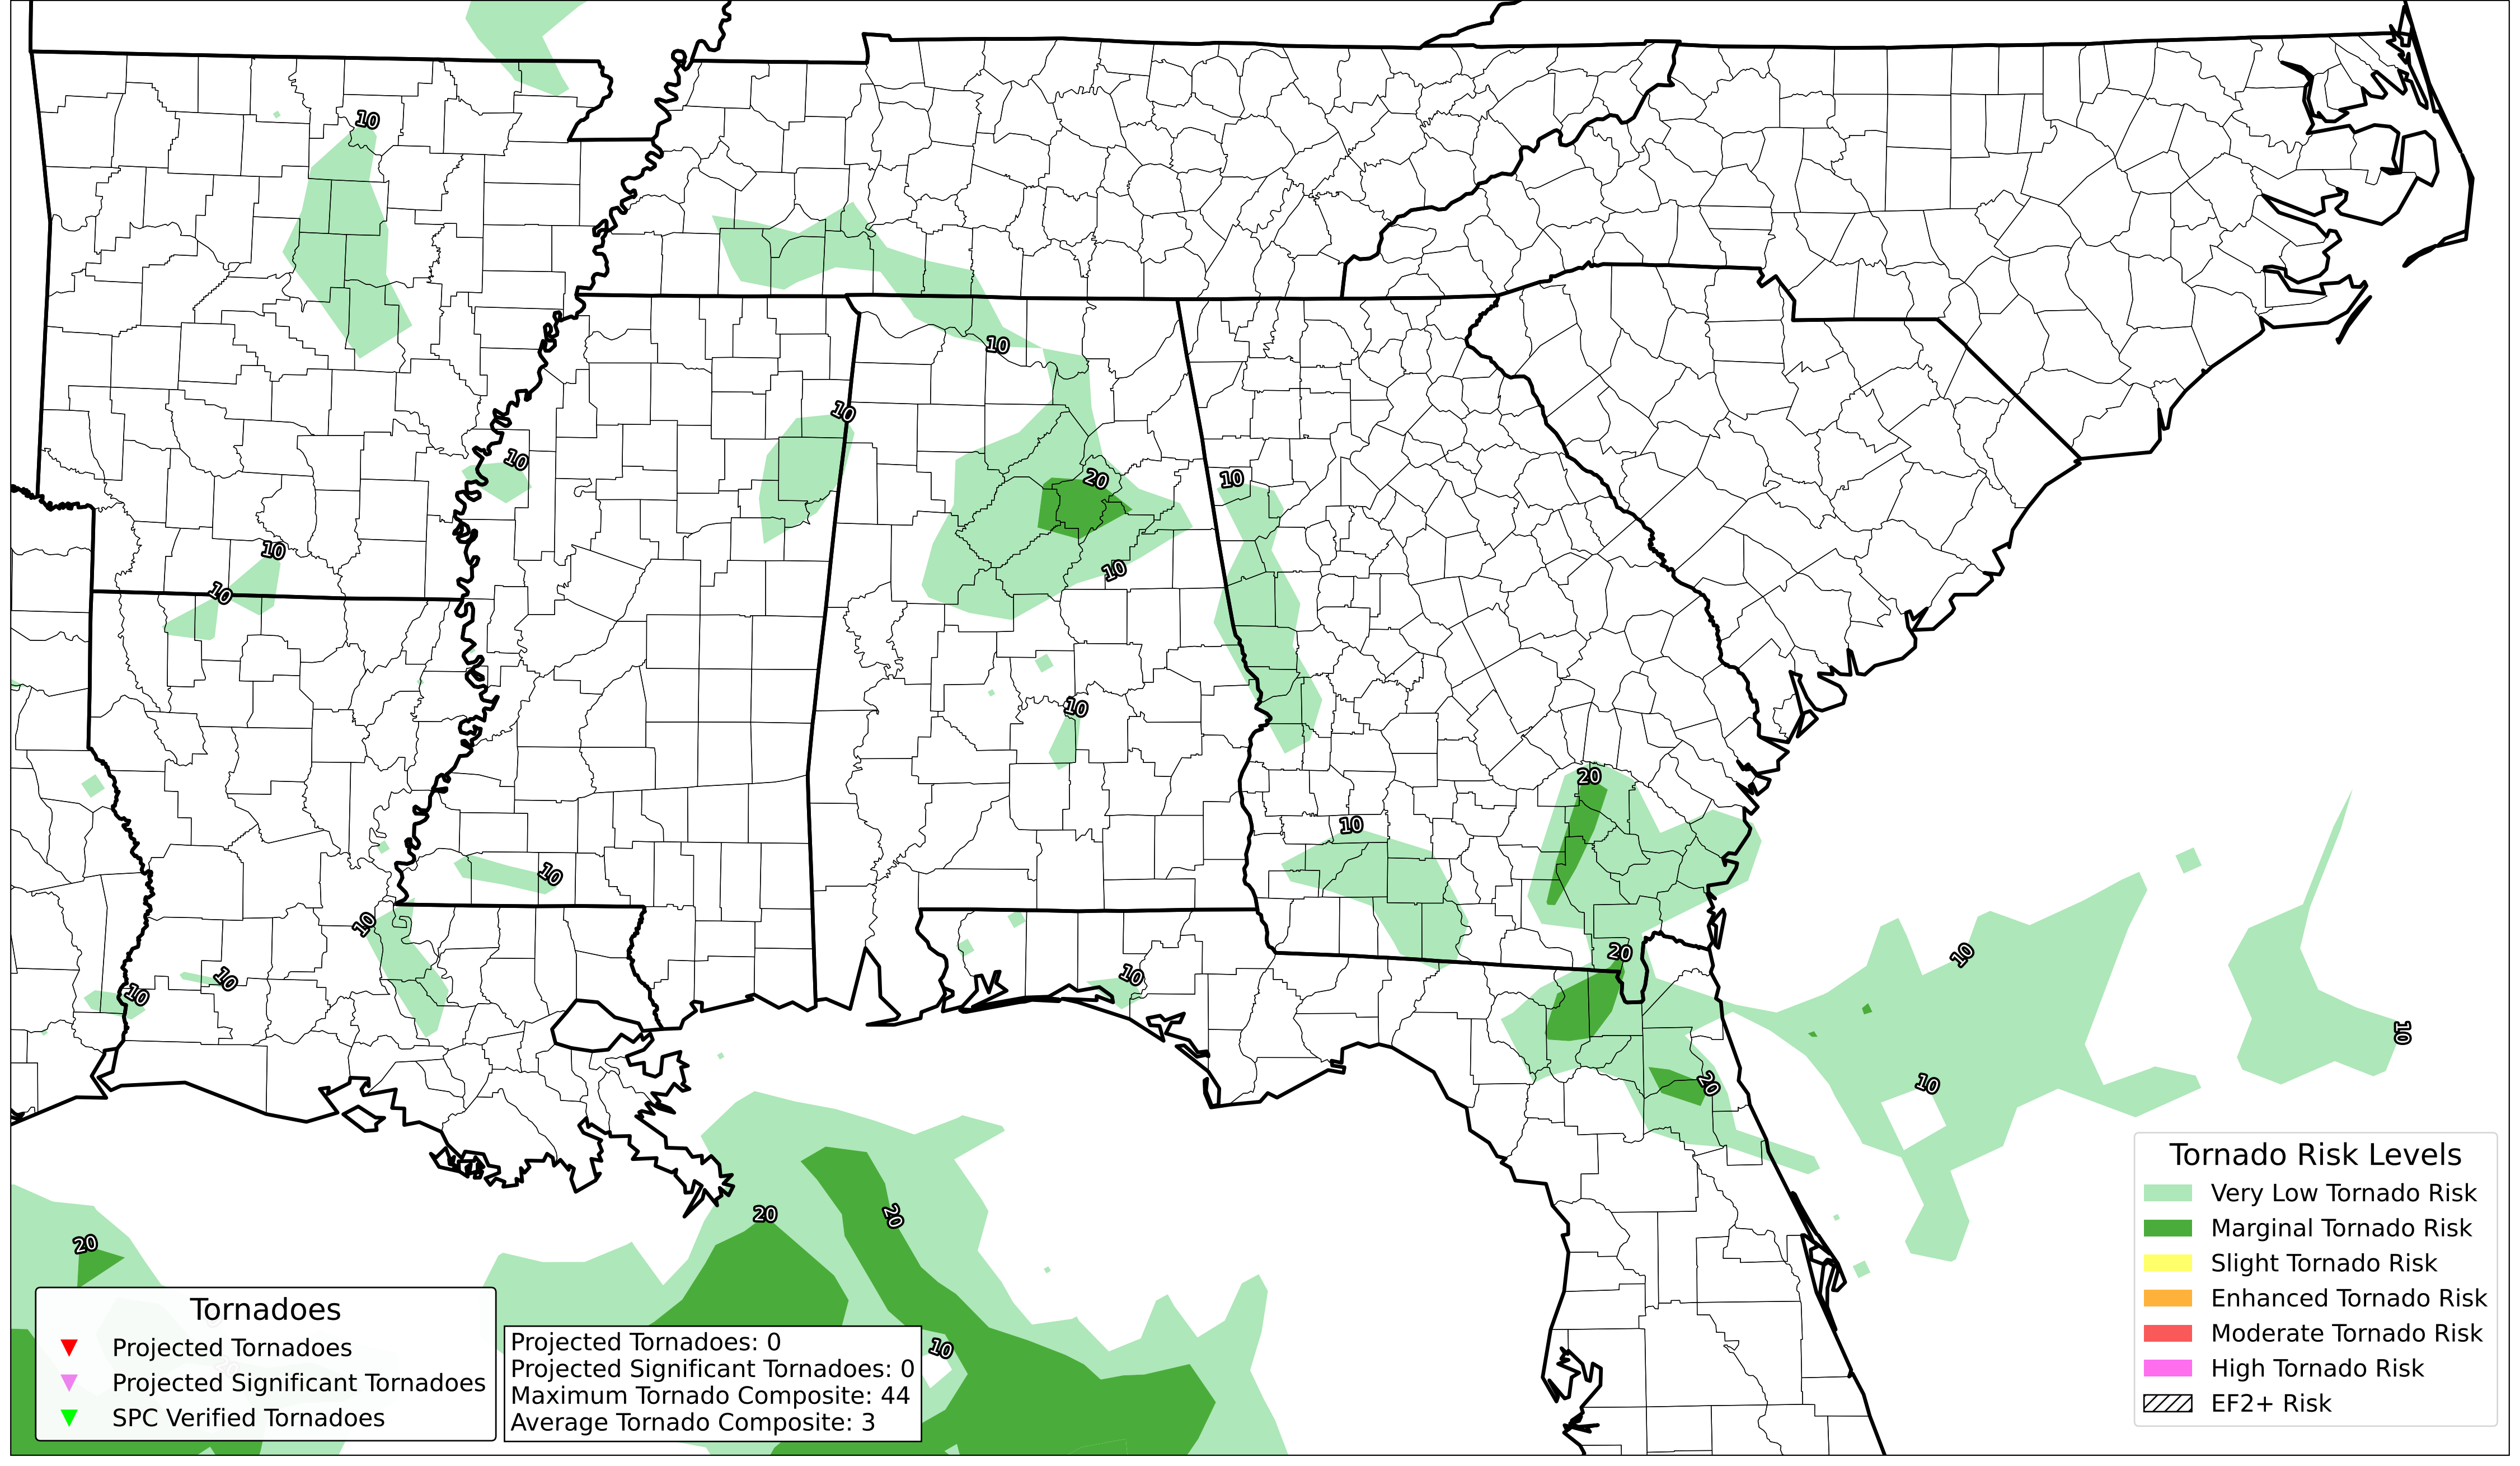 10
10
10
10
20
10
10
10
10
10
10
20
10
10
10
20
10
10
10
10
10
20
10
20
20
20
10
Tornadoes
Projected Tornadoes
Projected Significant Tornadoes
SPC Verified Tornadoes
Projected Tornadoes: 0
Projected Significant Tornadoes: 0
Maximum Tornado Composite: 44
Average Tornado Composite: 3
Tornado Risk Levels
Very Low Tornado Risk
Marginal Tornado Risk
Slight Tornado Risk
Enhanced Tornado Risk
Moderate Tornado Risk
High Tornado Risk
EF2+ Risk